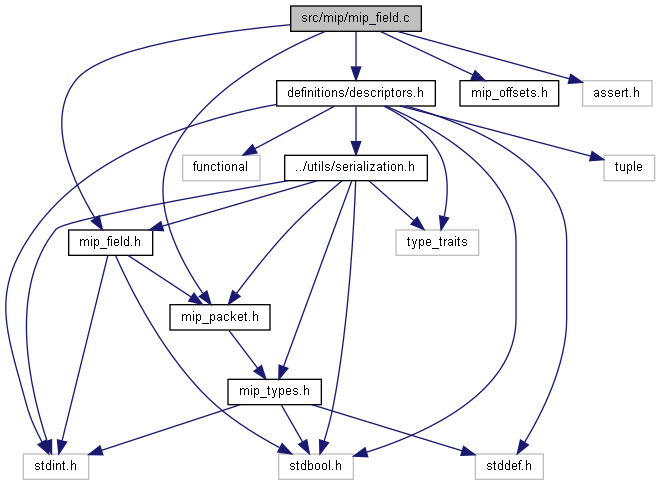 src/mip/mip_field.c
definitions/descriptors.h
mip_offsets.h
assert.h
functional
../utils/serialization.h
tuple
mip_field.h
type_traits
mip_packet.h
mip_types.h
stdint.h
stdbool.h
stddef.h